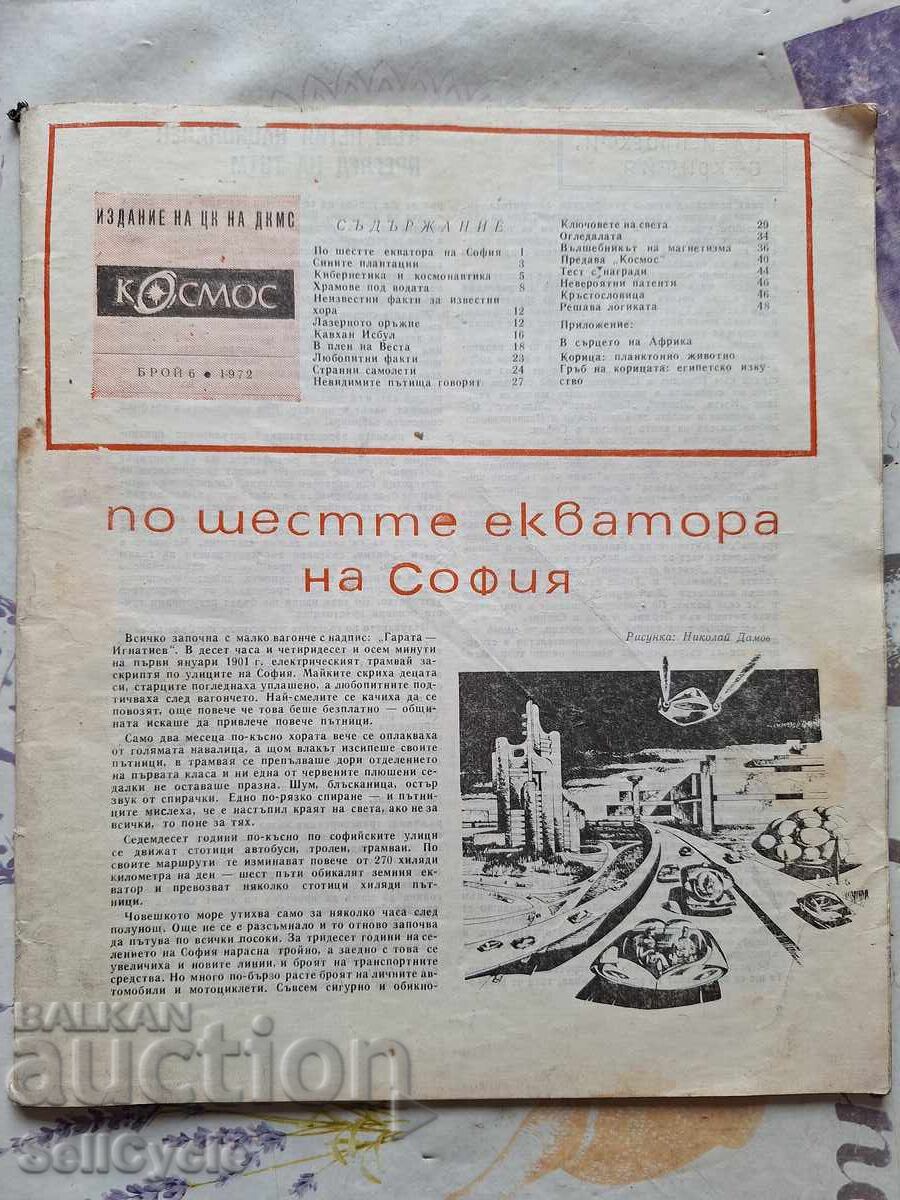 ИЗДАНИЕ НА ЦК НА ДКМС
КОСМОС
БРОЙ 6 ● 1972
СЪДЪРЖАНИЕ
По шестте екватора на София 1
Сините плантации 3
Кибернетика и космонавтика 5
Храмове под водата 8
Неизвестни факти за известни
хора 12
Лазерното оръжие 12
Кавхан Исбул 16
В плен на Веста 18
Любопитни факти 23
Странни самолети 24
Невидимите пътища говорят 27
Ключовете на света 29
Огледалата 34
Вълшебникът на магнетизма 36
Предава „Космос“ 40
Тест с награди 44
Невероятни патенти 46
Кръстословица 46
Решава логиката 48
Приложение:
В сърцето на Африка
Корица: планктонно животно
Гръб на корицата: египетско изку-
ство
по шестте екватора
на София
Всичко започна с малко вагонче с надпис: „Гарата —
Игнатиев“. В десет часа и четиридесет и осем минути
на първи януари 1901 г. електрическият трамвай за-
скриптя по улиците на София. Майките скриха децата
си, старците погледнаха уплашено, а любопитните под-
тичваха след вагончето. Най-смелите се качиха да се
повозят, още повече че това беше безплатно — общи-
ната искаше да привлече повече пътници.
Само два месеца по-късно хората вече се оплакваха
от голямата навалица, а щом влакът изсипеше своите
пътници, в трамвая се препълваше дори отделението
на първата класа и ни една от червените плюшени се-
далки не оставаше празна. Шум, блъсканица, остър
звук от спирачки. Едно по-рязко спиране — и пътни-
ците мислеха, че е настъпил краят на света, ако не за
всички, то поне за тях.
Седемдесет години по-късно по софийските улици
се движат стотици автобуси, тролеи, трамваи. По
своите маршрути те изминават повече от 270 хиляди
километра на ден — шест пъти обикалят земния ек-
ватор и превозват няколко стотици хиляди път-
ници.
Човешкото море утихва само за няколко часа след
полунощ. Още не се е разсъмнало и то отново започва
да пътува по всички посоки. За тридесет години на се-
лението на София нарасна тройно, а заедно с това се
увеличиха и новите линии, и броят на транспортните
средства. Но много по-бързо расте броят на личните ав-
томобили и мотоциклети. Съвсем сигурно и обикно-
Рисунка: Николай Дамов
BALKAN
auction
SellCycle